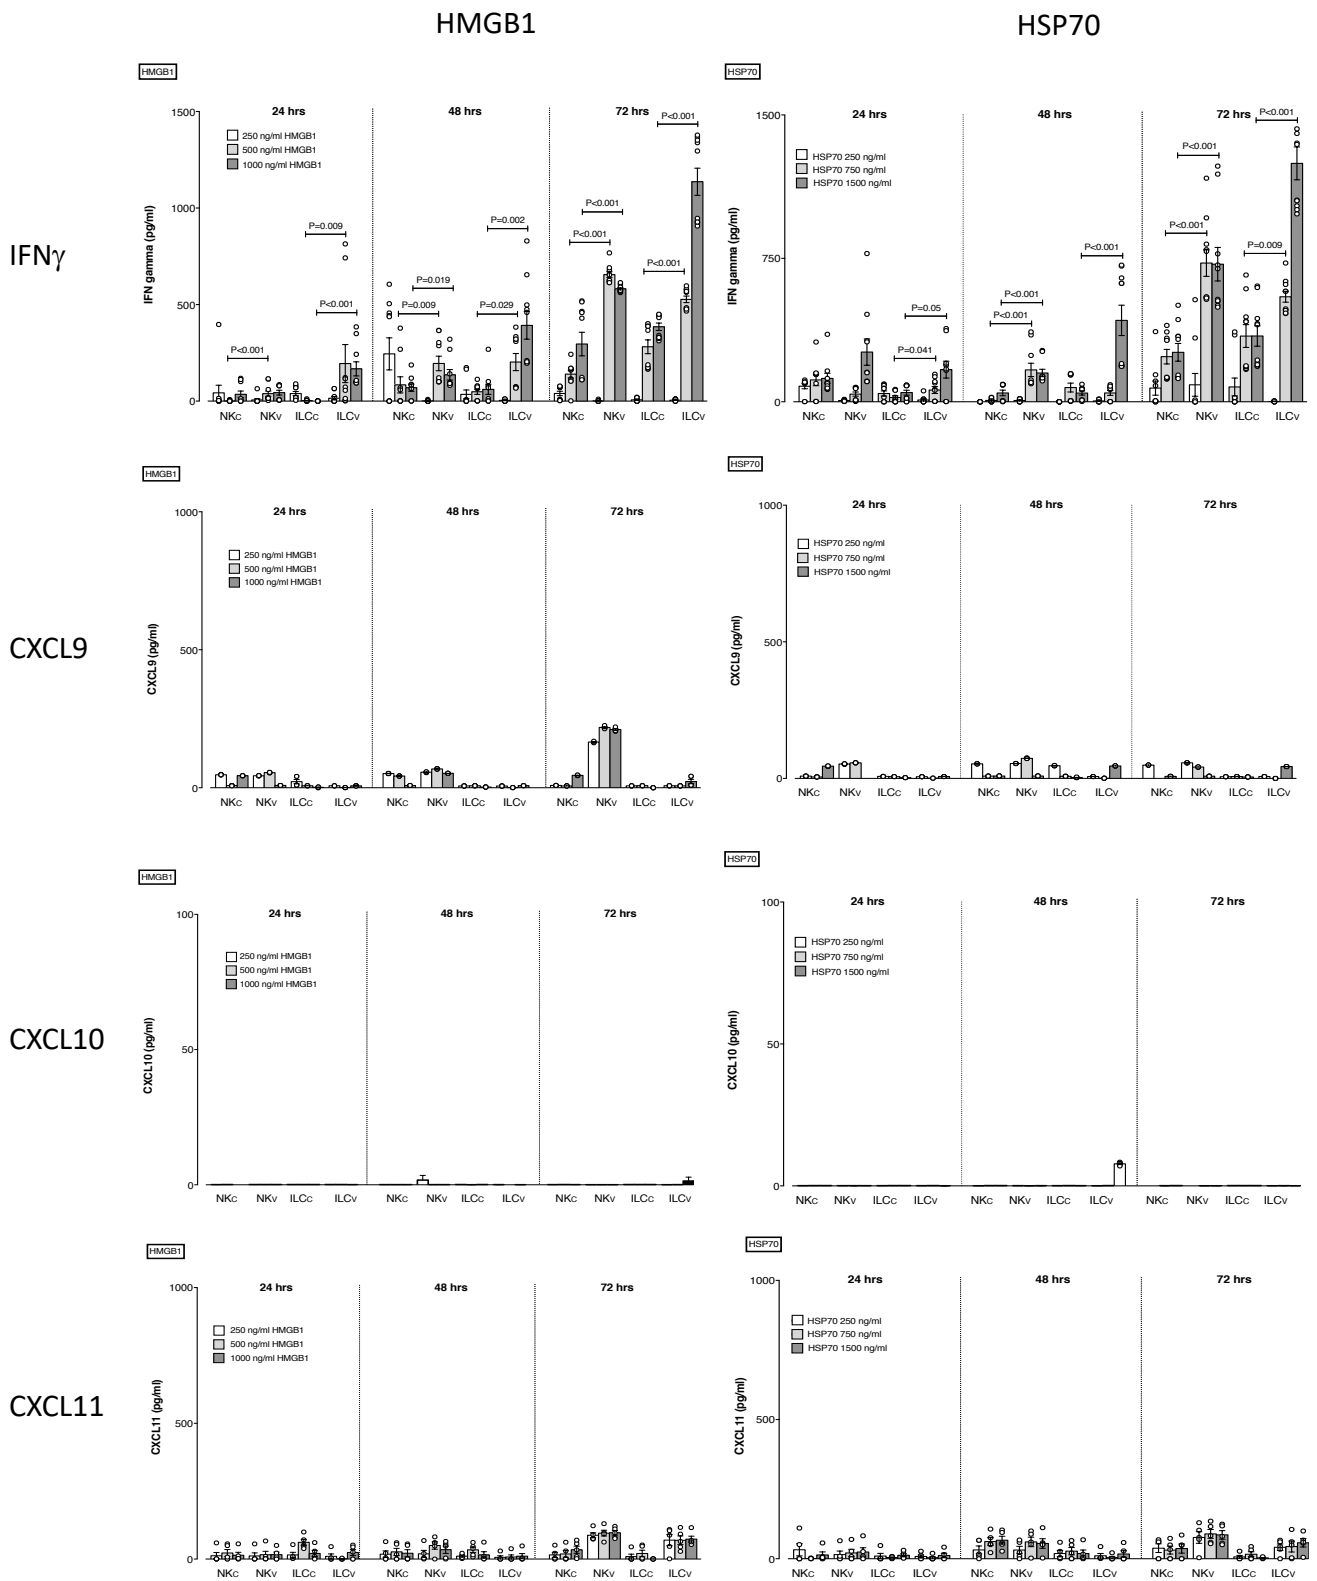 HMGB1 HSP70
IFNγ
HMGB1
24 hrs 48 hrs 72 hrs
250 ng/ml HMGB1
500 ng/ml HMGB1
1000 ng/ml HMGB1
IFN gamma (pg/ml)
1500
1000
500
0
P<0.001
P=0.009
P<0.001
P=0.009
P=0.019
P=0.029
P=0.002
P<0.001
P<0.001
P<0.001
P<0.001
NKC NKV ILCC ILCV NKC NKV ILCC ILCV NKC NKV ILCC ILCV
HSP70
24 hrs 48 hrs 72 hrs
HSP70 250 ng/ml
HSP70 750 ng/ml
HSP70 1500 ng/ml
IFN gamma (pg/ml)
1500
750
0
P=0.041
P=0.05
P<0.001
P<0.001
P<0.001
P<0.001
P<0.001
P=0.009
P<0.001
NKC NKV ILCC ILCV NKC NKV ILCC ILCV NKC NKV ILCC ILCV
CXCL9
HMGB1
24 hrs 48 hrs 72 hrs
250 ng/ml HMGB1
500 ng/ml HMGB1
1000 ng/ml HMGB1
CXCL9 (pg/ml)
1000
500
0
NKC NKV ILCC ILCV NKC NKV ILCC ILCV NKC NKV ILCC ILCV
HSP70
24 hrs 48 hrs 72 hrs
HSP70 250 ng/ml
HSP70 750 ng/ml
HSP70 1500 ng/ml
CXCL9 (pg/ml)
1000
500
0
NKC NKV ILCC ILCV NKC NKV ILCC ILCV NKC NKV ILCC ILCV
CXCL10
HMGB1
24 hrs 48 hrs 72 hrs
250 ng/ml HMGB1
500 ng/ml HMGB1
1000 ng/ml HMGB1
CXCL10 (pg/ml)
100
50
0
NKC NKV ILCC ILCV NKC NKV ILCC ILCV NKC NKV ILCC ILCV
HSP70
24 hrs 48 hrs 72 hrs
HSP70 250 ng/ml
HSP70 750 ng/ml
HSP70 1500 ng/ml
CXCL10 (pg/ml)
100
50
0
NKC NKV ILCC ILCV NKC NKV ILCC ILCV NKC NKV ILCC ILCV
CXCL11
HMGB1
24 hrs 48 hrs 72 hrs
250 ng/ml HMGB1
500 ng/ml HMGB1
1000 ng/ml HMGB1
CXCL11 (pg/ml)
1000
500
0
NKC NKV ILCC ILCV NKC NKV ILCC ILCV NKC NKV ILCC ILCV
HSP70
24 hrs 48 hrs 72 hrs
HSP70 250 ng/ml
HSP70 750 ng/ml
HSP70 1500 ng/ml
CXCL11 (pg/ml)
1000
500
0
NKC NKV ILCC ILCV NKC NKV ILCC ILCV NKC NKV ILCC ILCV